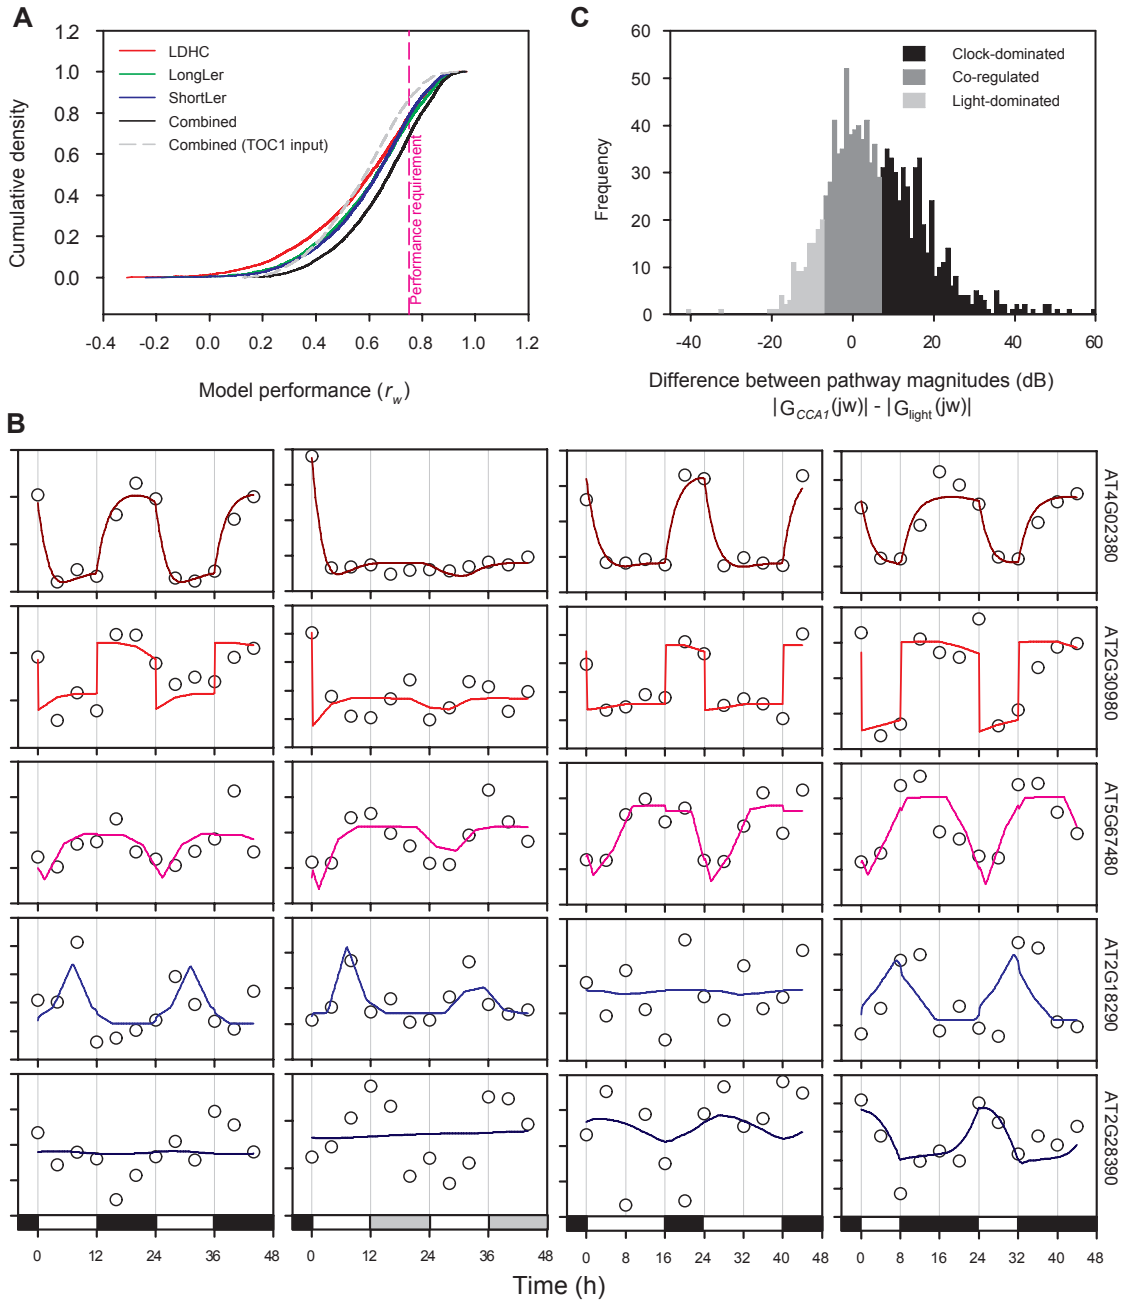 A
1.2
1.0
0.8
0.6
0.4
0.2
0.0
Cumulative density
LDHC
LongLer
ShortLer
Combined
Combined (TOC1 input)
Performance requirement
-0.4 -0.2 0.0 0.2 0.4 0.6 0.8 1.0 1.2
Model performance (r_w)
C
60
50
40
30
20
10
0
Frequency
Clock-dominated
Co-regulated
Light-dominated
-40 -20 0 20 40 60
Difference between pathway magnitudes (dB)
|G_CCA1(jw)| - |G_light(jw)|
B
AT4G02380
AT2G30980
AT5G67480
AT2G18290
AT2G28390
0 12 24 36 48
0 12 24 36 48
0 8 16 24 32 40 48
0 8 16 24 32 48
Time (h)